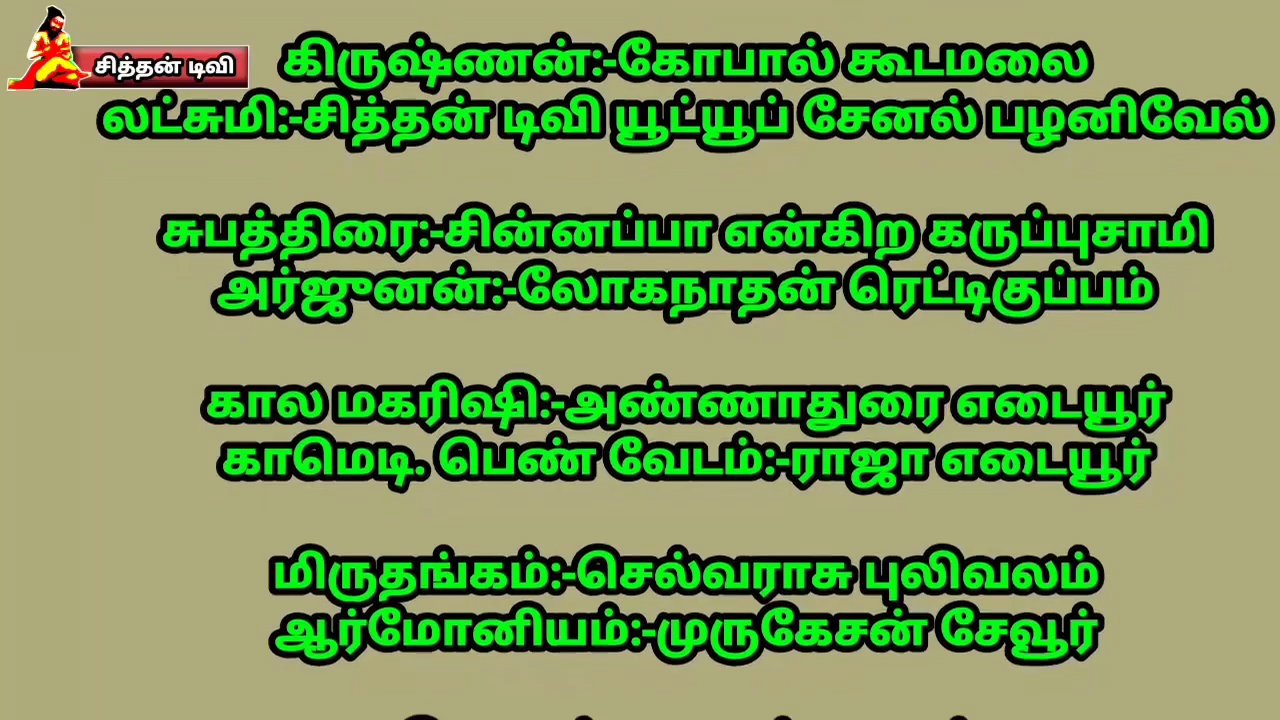 சித்தன் டிவி
கிருஷ்ணன்:-கோபால் கூடமலை
லட்சுமி:-சித்தன் டிவி யூட்யூப் சேனல் பழனிவேல்
சுபத்திரை:-சின்னப்பா என்கிற கருப்புசாமி
அர்ஜுனன்:-லோகநாதன் ரெட்டிகுப்பம்
கால மகரிஷி:-அண்ணாதுரை எடையூர்
காமெடி. பெண் வேடம்:-ராஜா எடையூர்
மிருதங்கம்:-செல்வராசு புலிவலம்
ஆர்மோனியம்:-முருகேசன் சேவூர்